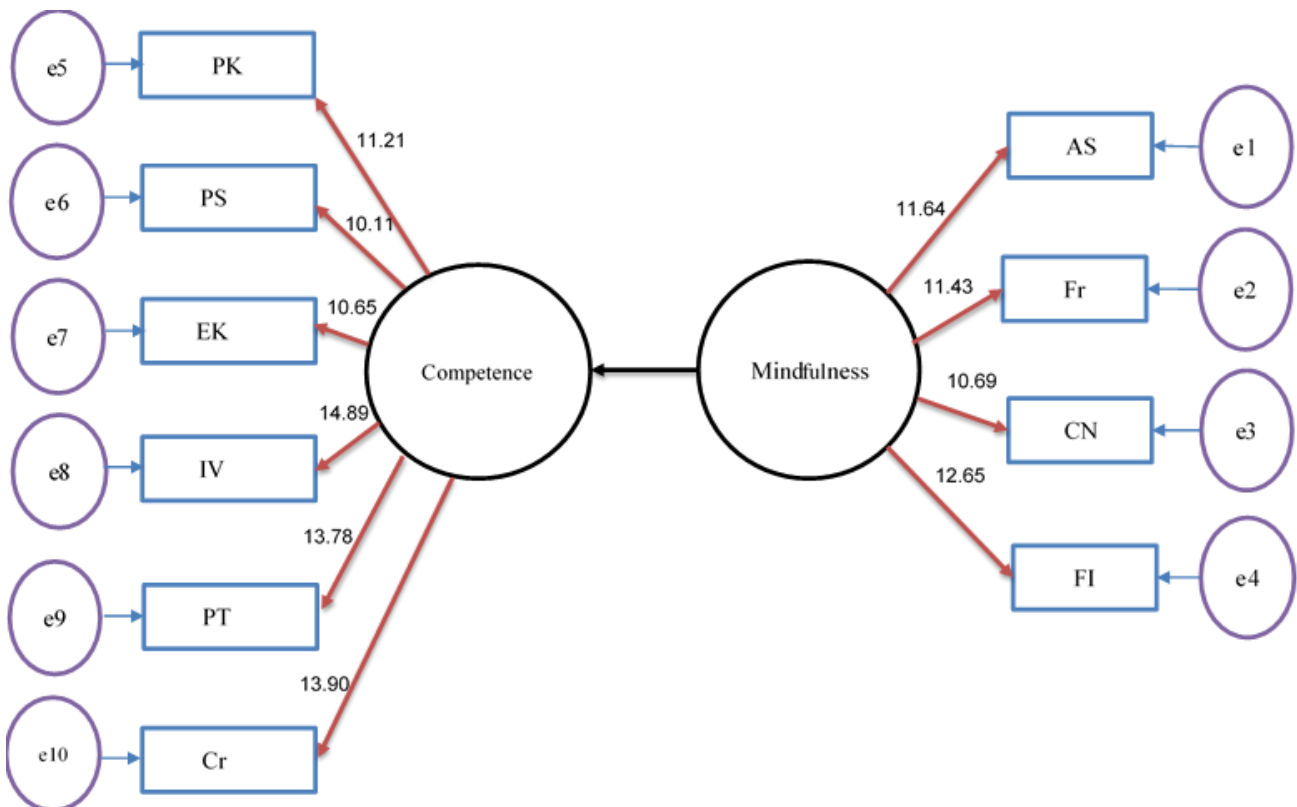 e5
PK
11.21
e6
PS
10.11
e7
EK
10.65
e8
IV
14.89
e9
PT
13.78
e10
Cr
13.90
Competence
Mindfulness
AS
e1
11.64
Fr
e2
11.43
CN
e3
10.69
FI
e4
12.65